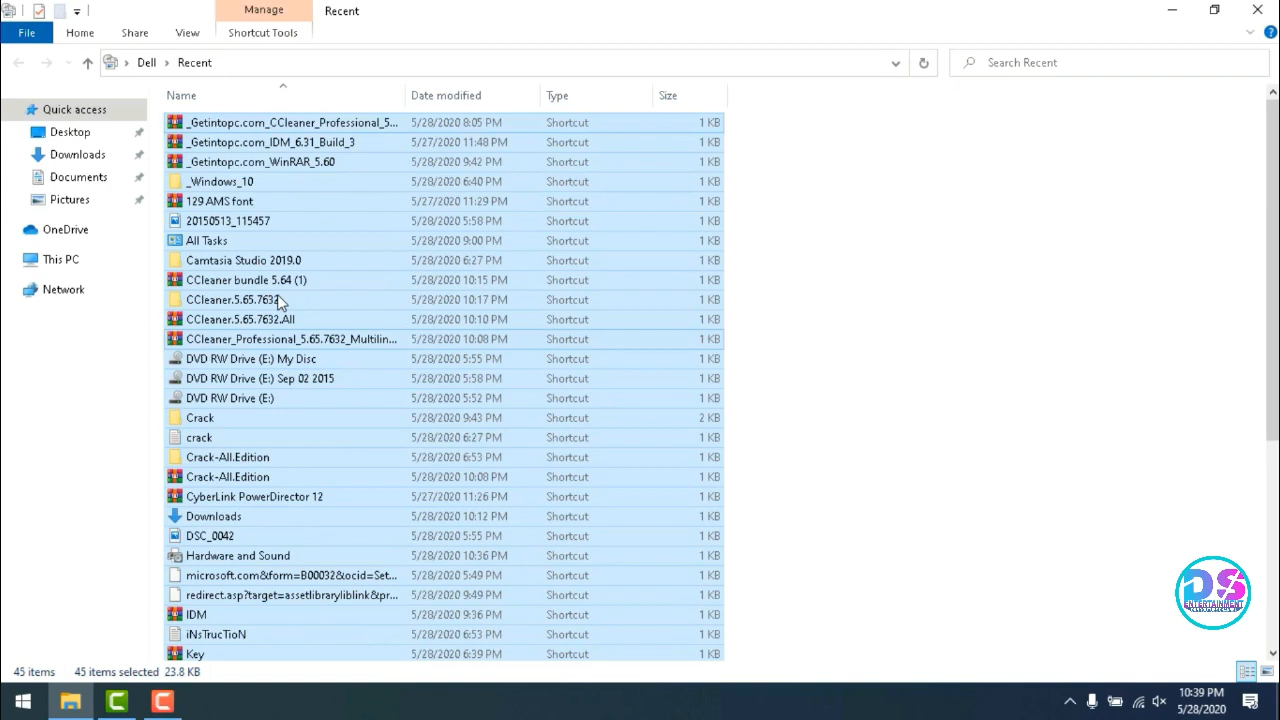 Manage
Recent
File
Home
Share
View
Shortcut Tools
Dell
Recent
Search Recent
Name
Date modified
Type
Size
Quick access
Desktop
Downloads
Documents
Pictures
OneDrive
This PC
Network
_Getintopc.com_CCleaner_Professional_5... 5/28/2020 8:05 PM Shortcut 1 KB
_Getintopc.com_IDM_6.31_Build_3 5/27/2020 11:48 PM Shortcut 1 KB
_Getintopc.com_WinRAR_5.60 5/28/2020 9:42 PM Shortcut 1 KB
_Windows_10 5/28/2020 6:40 PM Shortcut 1 KB
129 AMS font 5/27/2020 11:29 PM Shortcut 1 KB
20150513_115457 5/28/2020 5:58 PM Shortcut 1 KB
All Tasks 5/28/2020 9:00 PM Shortcut 1 KB
Camtasia Studio 2019.0 5/28/2020 6:27 PM Shortcut 1 KB
CCleaner bundle 5.64 (1) 5/28/2020 10:15 PM Shortcut 1 KB
CCleaner.5.65.7632 5/28/2020 10:17 PM Shortcut 1 KB
CCleaner.5.65.7632.All 5/28/2020 10:10 PM Shortcut 1 KB
CCleaner_Professional_5.65.7632_Multilin... 5/28/2020 10:08 PM Shortcut 1 KB
DVD RW Drive (E:) My Disc 5/28/2020 5:55 PM Shortcut 1 KB
DVD RW Drive (E:) Sep 02 2015 5/28/2020 5:58 PM Shortcut 1 KB
DVD RW Drive (E:) 5/28/2020 5:52 PM Shortcut 1 KB
Crack 5/28/2020 9:43 PM Shortcut 2 KB
crack 5/28/2020 6:27 PM Shortcut 1 KB
Crack-All.Edition 5/28/2020 6:53 PM Shortcut 1 KB
Crack-All.Edition 5/28/2020 10:08 PM Shortcut 1 KB
CyberLink PowerDirector 12 5/27/2020 11:26 PM Shortcut 1 KB
Downloads 5/28/2020 10:12 PM Shortcut 1 KB
DSC_0042 5/28/2020 5:55 PM Shortcut 1 KB
Hardware and Sound 5/28/2020 10:36 PM Shortcut 1 KB
microsoft.com&form=B00032&ocid=Set... 5/28/2020 5:49 PM Shortcut 1 KB
redirect.asp?target=assetlibraryliblink&pr... 5/28/2020 9:49 PM Shortcut 1 KB
IDM 5/28/2020 9:36 PM Shortcut 1 KB
iNsTrucTioN 5/28/2020 6:53 PM Shortcut 1 KB
Key 5/28/2020 6:39 PM Shortcut 1 KB
DS
ENTERTAINMENT
45 items
45 items selected 23.8 KB
10:39 PM
5/28/2020